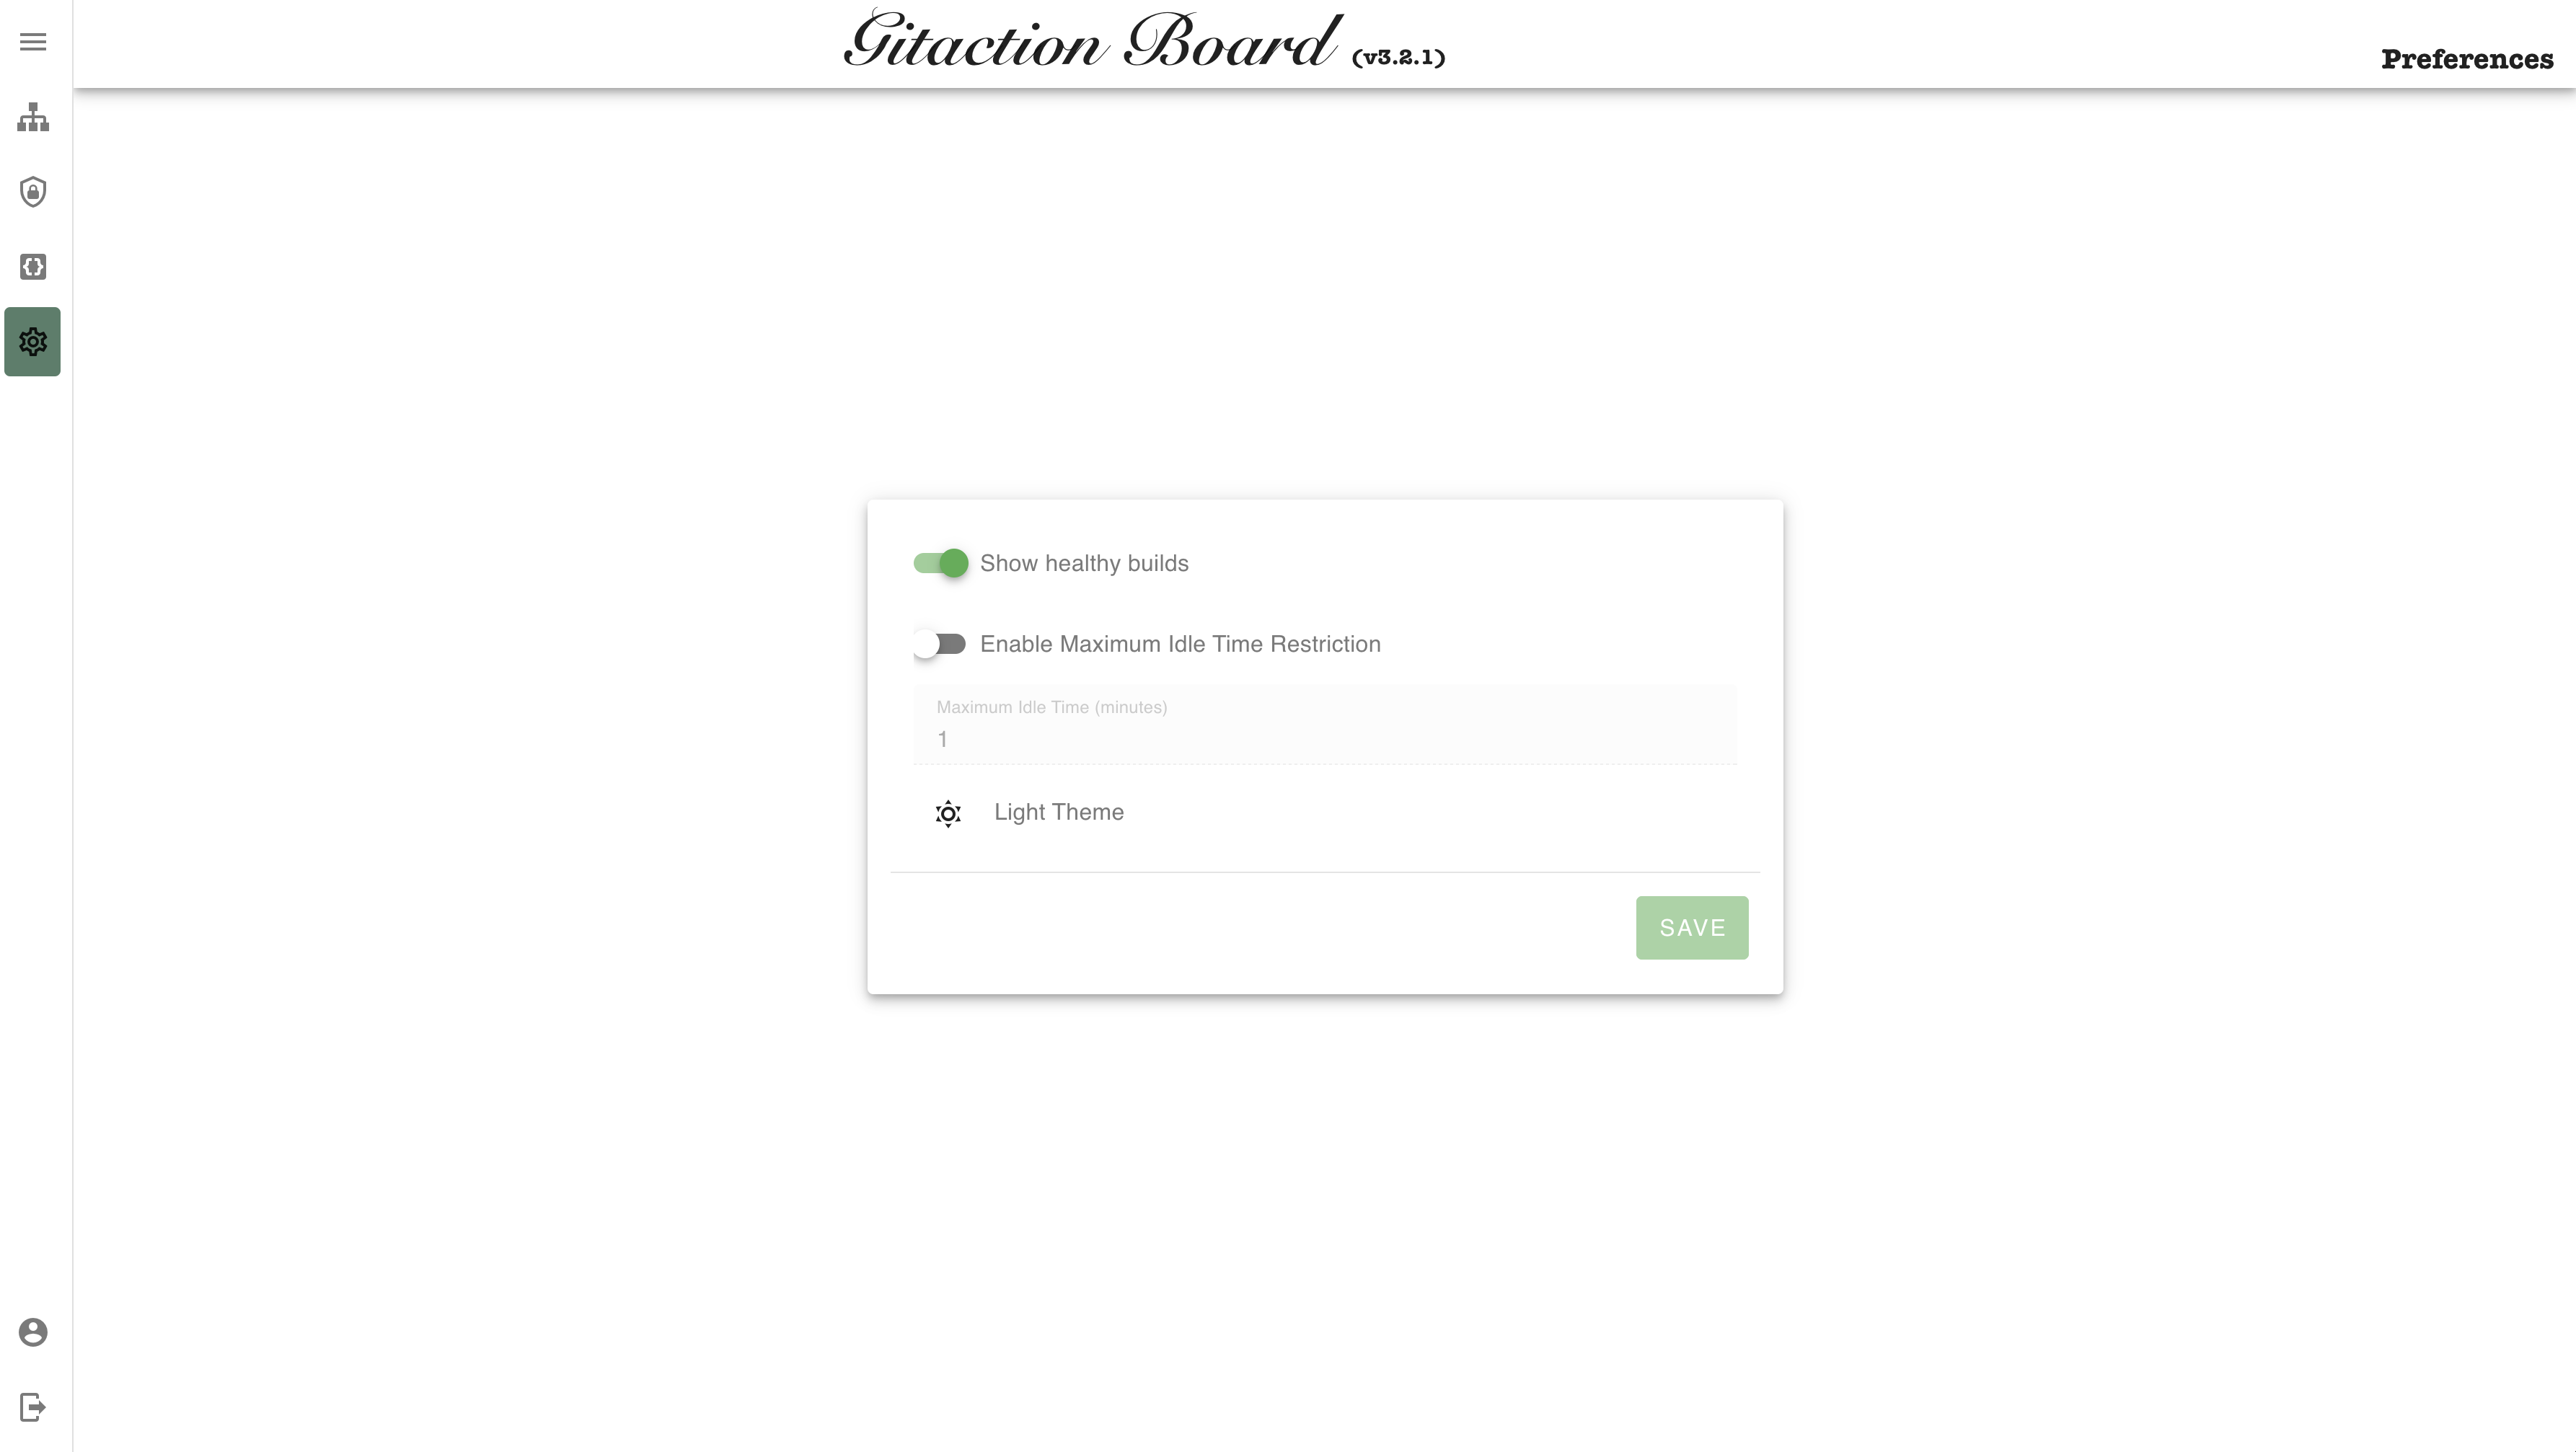 Gitaction Board (v3.2.1)
Preferences
Show healthy builds
Enable Maximum Idle Time Restriction
Maximum Idle Time (minutes)
1
Light Theme
SAVE